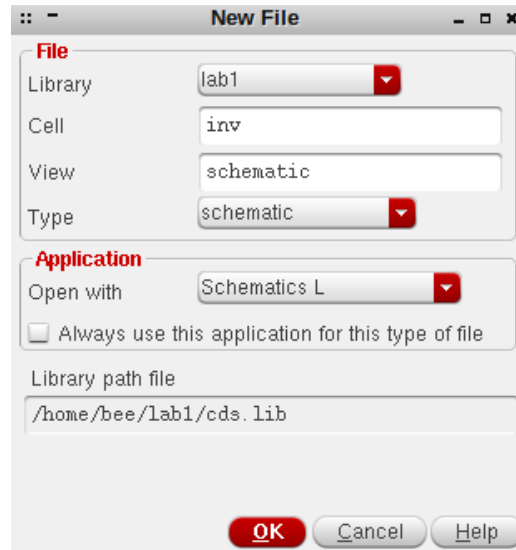 New File
File
Library lab1
Cell inv
View schematic
Type schematic
Application
Open with Schematics L
Always use this application for this type of file
Library path file
/home/bee/lab1/cds.lib
OK Cancel Help